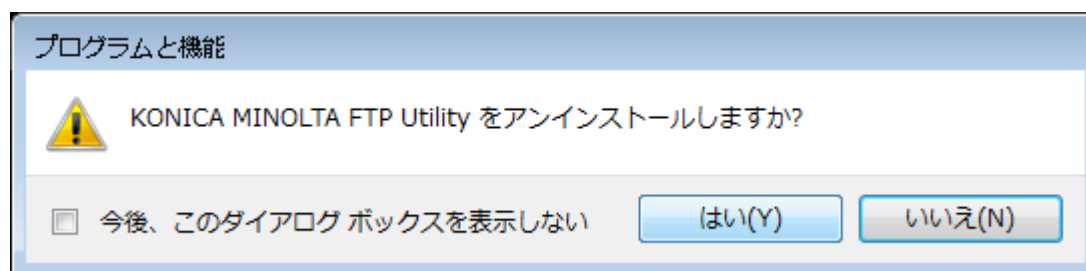 プログラムと機能
KONICA MINOLTA FTP Utility をアンインストールしますか?
今後、このダイアログ ボックスを表示しない
はい(Y)
いいえ(N)